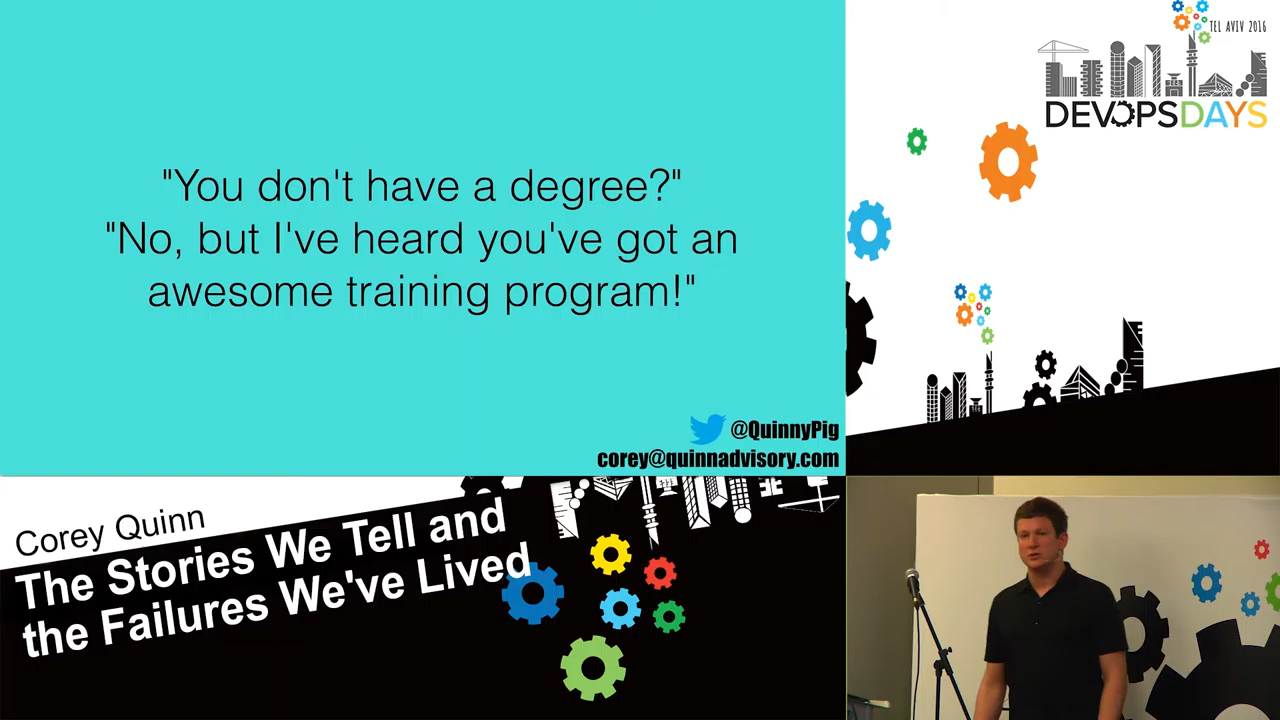 "You don't have a degree?"
"No, but I've heard you've got an
awesome training program!"
@QuinnyPig
corey@quinnadvisory.com
TEL AVIV 2016
DEVOPSDAYS
Corey Quinn
The Stories We Tell and
the Failures We've Lived